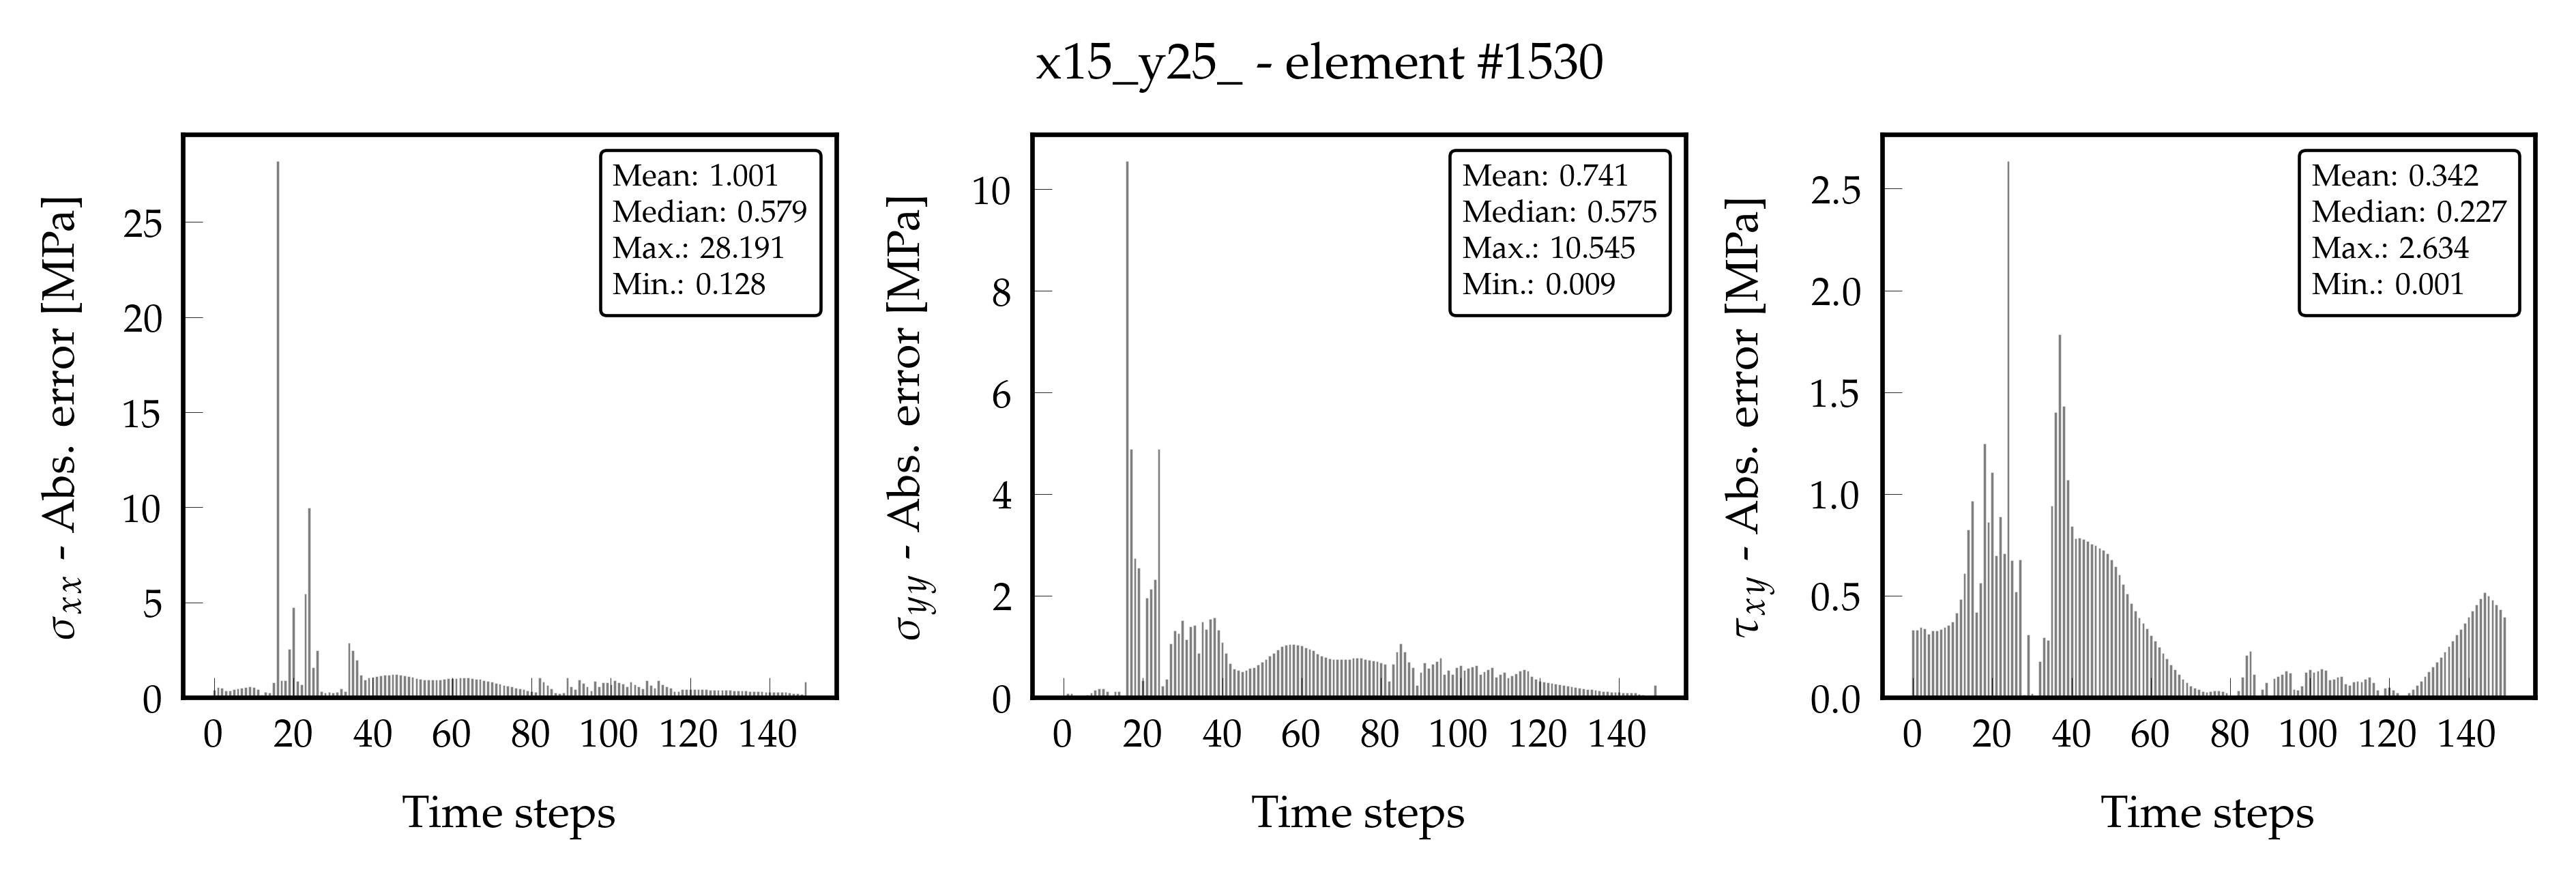 x15_y25_ - element #1530
σxx - Abs. error [MPa]
25
20
15
10
5
0
Mean: 1.001
Median: 0.579
Max.: 28.191
Min.: 0.128
0 20 40 60 80 100 120 140
Time steps
σyy - Abs. error [MPa]
10
8
6
4
2
0
Mean: 0.741
Median: 0.575
Max.: 10.545
Min.: 0.009
0 20 40 60 80 100 120 140
Time steps
τxy - Abs. error [MPa]
2.5
2.0
1.5
1.0
0.5
0.0
Mean: 0.342
Median: 0.227
Max.: 2.634
Min.: 0.001
0 20 40 60 80 100 120 140
Time steps